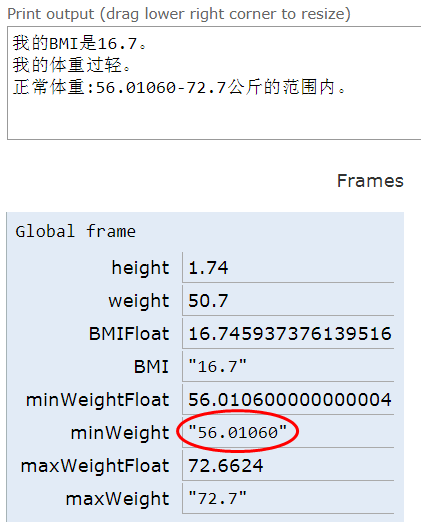 Print output (drag lower right corner to resize)
我的BMI是16.7。
我的体重过轻。
正常体重:56.01060-72.7公斤的范围内。
Frames
Global frame
height 1.74
weight 50.7
BMIFloat 16.745937376139516
BMI "16.7"
minWeightFloat 56.010600000000004
minWeight "56.01060"
maxWeightFloat 72.6624
maxWeight "72.7"